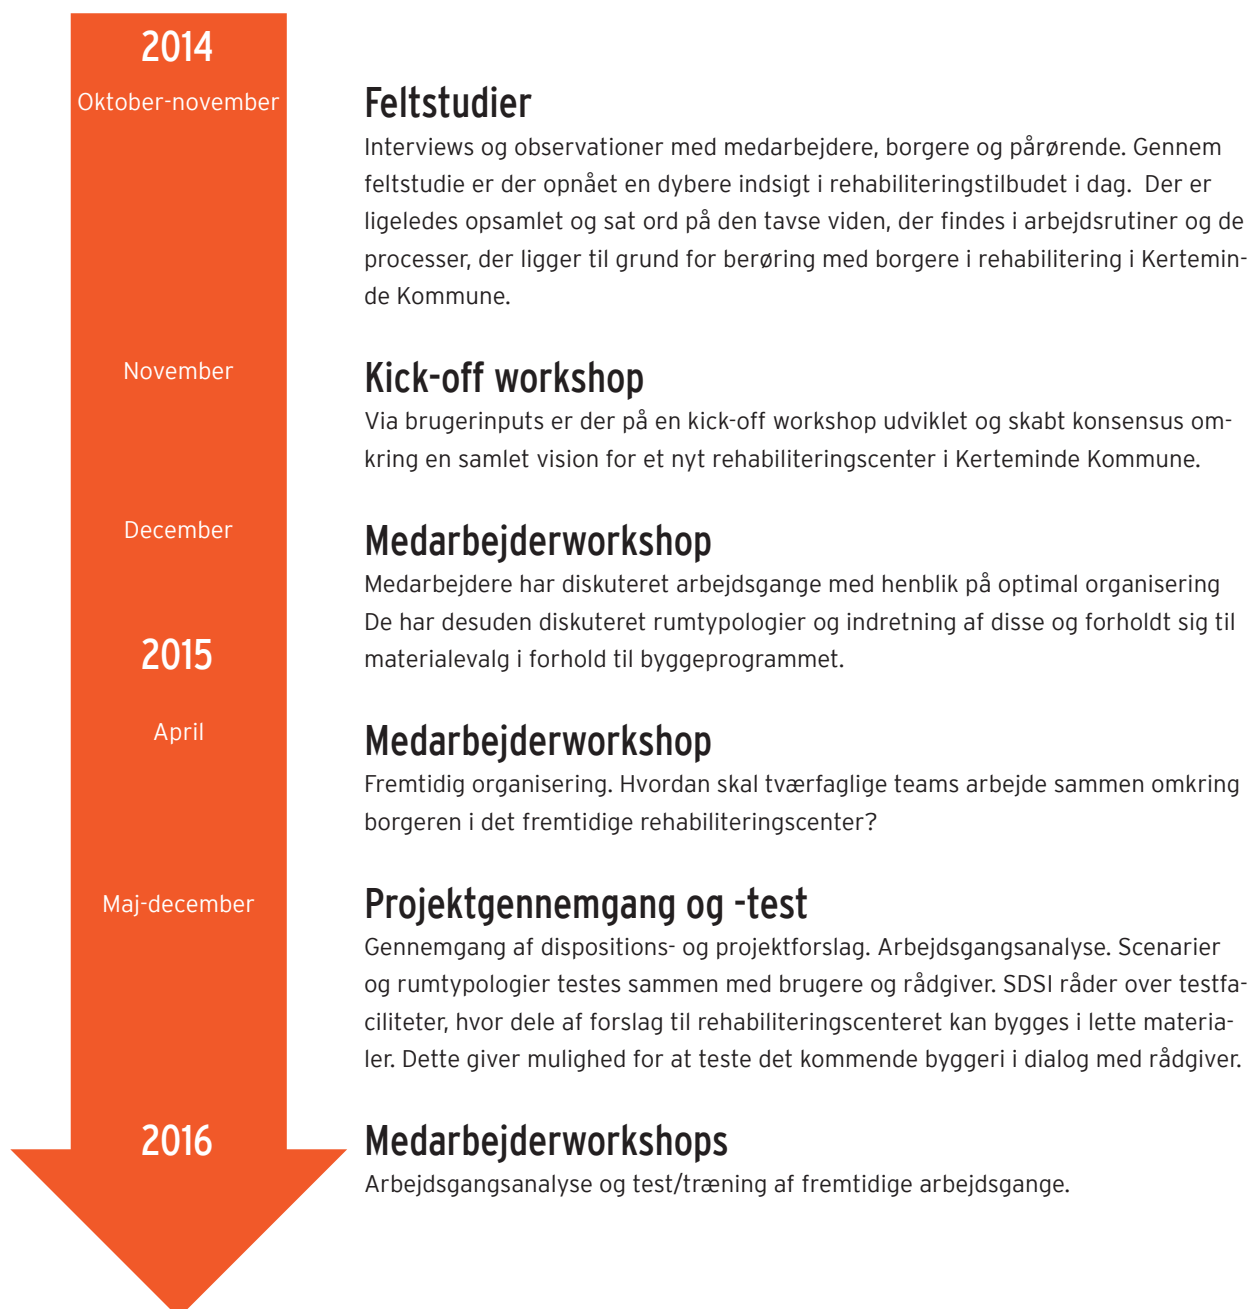 2014
Oktober-november
Feltstudier
Interviews og observationer med medarbejdere, borgere og pårørende. Gennem
feltstudie er der opnået en dybere indsigt i rehabiliteringstilbudet i dag.  Der er
ligeledes opsamlet og sat ord på den tavse viden, der findes i arbejdsrutiner og de
processer, der ligger til grund for berøring med borgere i rehabilitering i Kertemin-
de Kommune.
November
Kick-off workshop
Via brugerinputs er der på en kick-off workshop udviklet og skabt konsensus om-
kring en samlet vision for et nyt rehabiliteringscenter i Kerteminde Kommune.
December
Medarbejderworkshop
Medarbejdere har diskuteret arbejdsgange med henblik på optimal organisering
De har desuden diskuteret rumtypologier og indretning af disse og forholdt sig til
materialevalg i forhold til byggeprogrammet.
2015
April
Medarbejderworkshop
Fremtidig organisering. Hvordan skal tværfaglige teams arbejde sammen omkring
borgeren i det fremtidige rehabiliteringscenter?
Maj-december
Projektgennemgang og -test
Gennemgang af dispositions- og projektforslag. Arbejdsgangsanalyse. Scenarier
og rumtypologier testes sammen med brugere og rådgiver. SDSI råder over testfa-
ciliteter, hvor dele af forslag til rehabiliteringscenteret kan bygges i lette materia-
ler. Dette giver mulighed for at teste det kommende byggeri i dialog med rådgiver.
2016
Medarbejderworkshops
Arbejdsgangsanalyse og test/træning af fremtidige arbejdsgange.